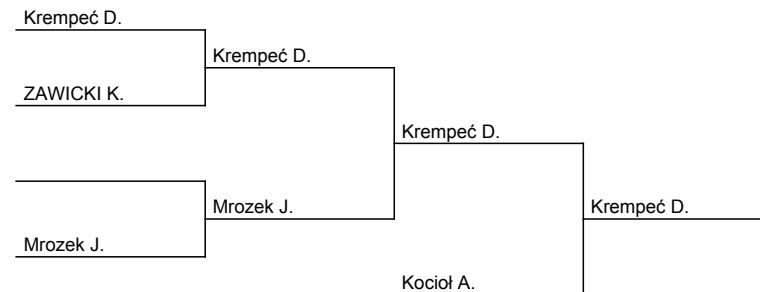 Krempeć D.
Krempeć D.
ZAWICKI K.
Krempeć D.
Mrozek J.
Krempeć D.
Mrozek J.
Kocioł A.